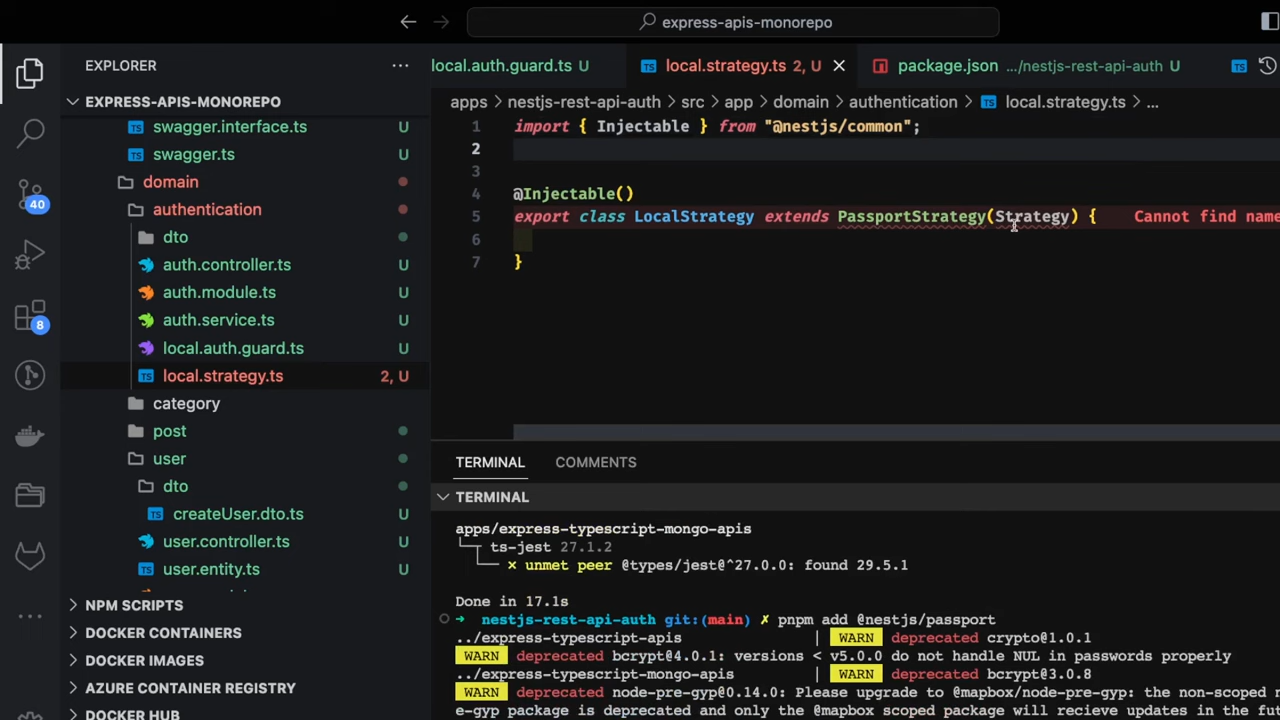 express-apis-monorepo
EXPLORER
local.auth.guard.ts U
local.strategy.ts 2, U
package.json .../nestjs-rest-api-auth U
apps > nestjs-rest-api-auth > src > app > domain > authentication > local.strategy.ts > ...
EXPRESS-APIS-MONOREPO
swagger.interface.ts U
swagger.ts U
domain
authentication
dto
auth.controller.ts U
auth.module.ts U
auth.service.ts U
local.auth.guard.ts U
local.strategy.ts 2, U
category
post
user
dto
createUser.dto.ts U
user.controller.ts U
user.entity.ts U
NPM SCRIPTS
DOCKER CONTAINERS
DOCKER IMAGES
AZURE CONTAINER REGISTRY
DOCKER HUB
40
8
1 import { Injectable } from "@nestjs/common";
2
3
4 @Injectable()
5 export class LocalStrategy extends PassportStrategy(Strategy) { Cannot find name
6
7 }
TERMINAL COMMENTS
TERMINAL
apps/express-typescript-mongo-apis
└─┬ ts-jest 27.1.2
└── ✕ unmet peer @types/jest@^27.0.0: found 29.5.1
Done in 17.1s
➜ nestjs-rest-api-auth git:(main) ✗ pnpm add @nestjs/passport
../express-typescript-apis | WARN deprecated crypto@1.0.1
WARN deprecated bcrypt@4.0.1: versions < v5.0.0 do not handle NUL in passwords properly
../express-typescript-mongo-apis | WARN deprecated bcrypt@3.0.8
WARN deprecated node-pre-gyp@0.14.0: Please upgrade to @mapbox/node-pre-gyp: the non-scoped n
e-gyp package is deprecated and only the @mapbox scoped package will recieve updates in the fut